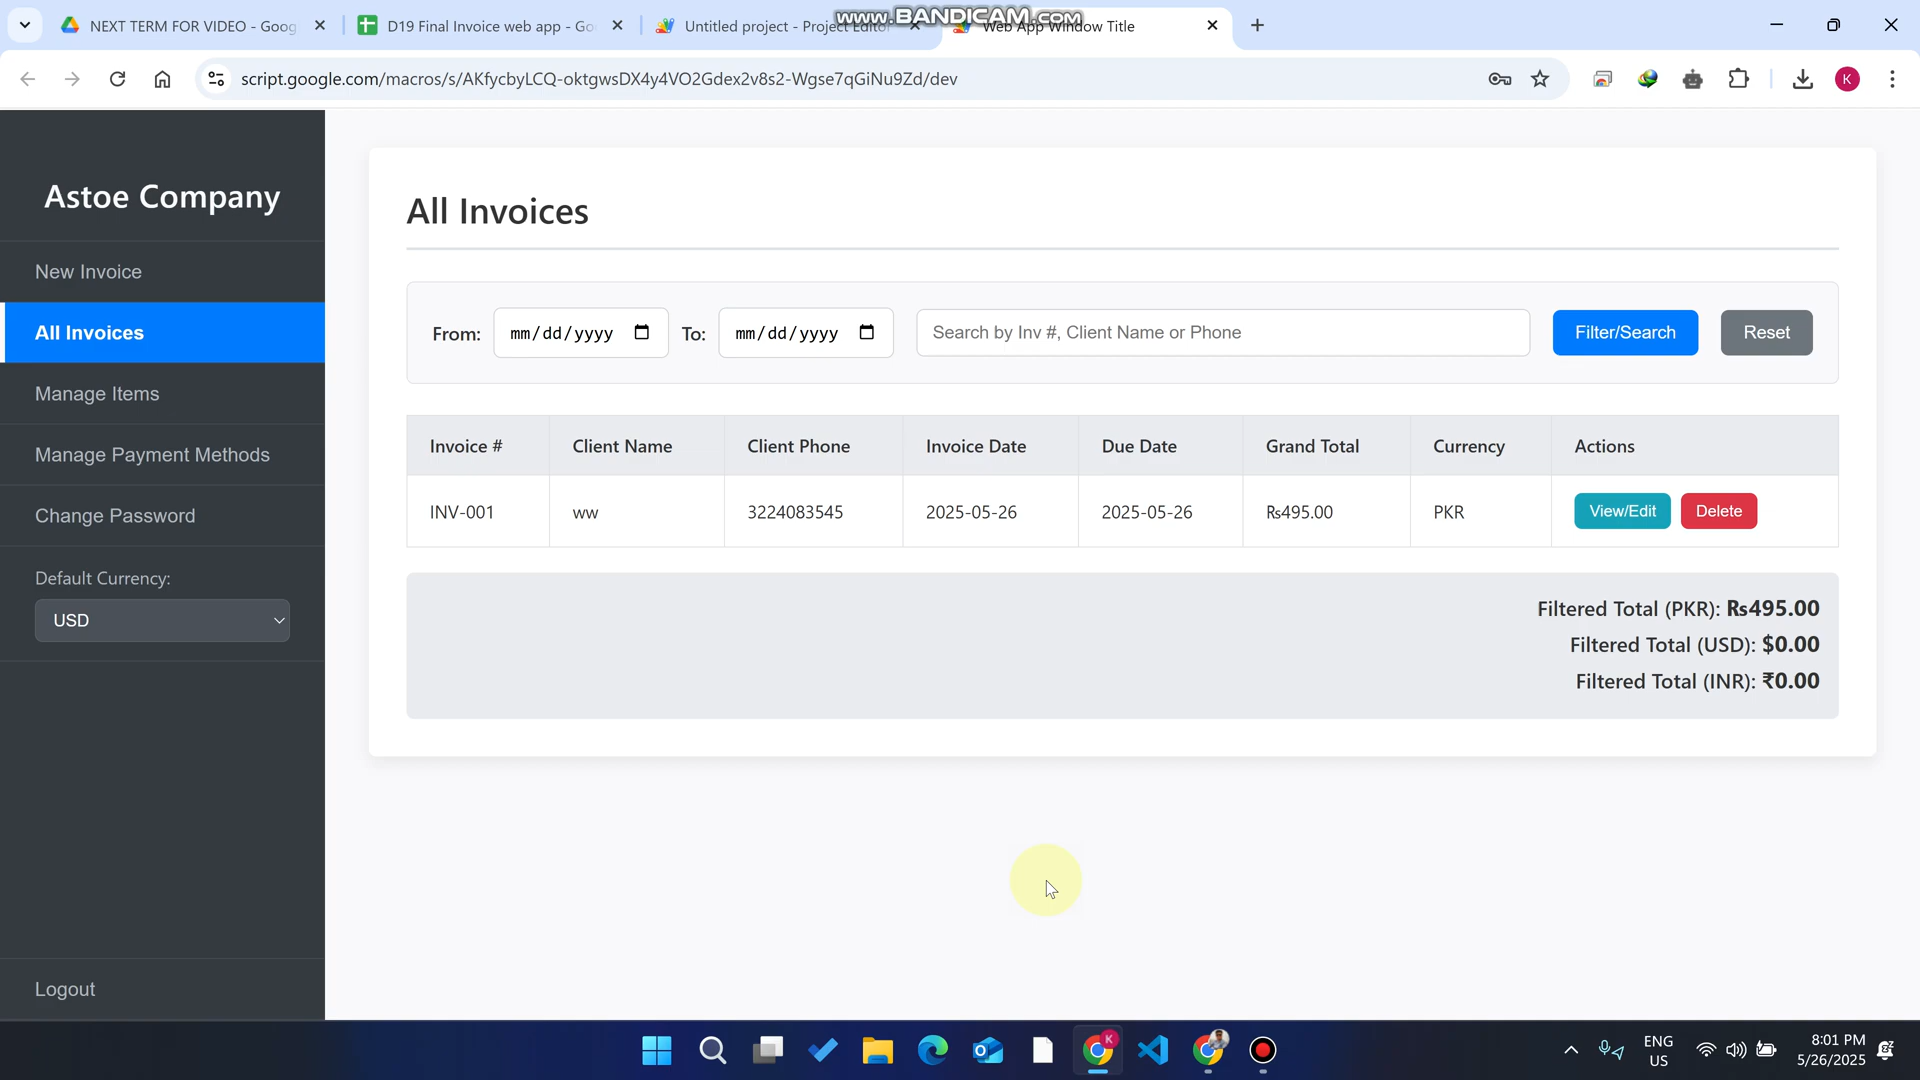 NEXT TERM FOR VIDEO - Goog
D19 Final Invoice web app - Go
Untitled project - Project Editor
Web App Window Title
www.BANDICAM.com
script.google.com/macros/s/AKfycbyLCQ-oktgwsDX4y4VO2Gdex2v8s2-Wgse7qGiNu9Zd/dev
K
Astoe Company
New Invoice
All Invoices
Manage Items
Manage Payment Methods
Change Password
Default Currency:
USD
Logout
All Invoices
From: mm/dd/yyyy To: mm/dd/yyyy Search by Inv #, Client Name or Phone Filter/Search Reset
Invoice # Client Name Client Phone Invoice Date Due Date Grand Total Currency Actions
INV-001 ww 3224083545 2025-05-26 2025-05-26 ₨495.00 PKR View/Edit Delete
Filtered Total (PKR): ₨495.00
Filtered Total (USD): $0.00
Filtered Total (INR): ₹0.00
K
ENG
US
8:01 PM
5/26/2025